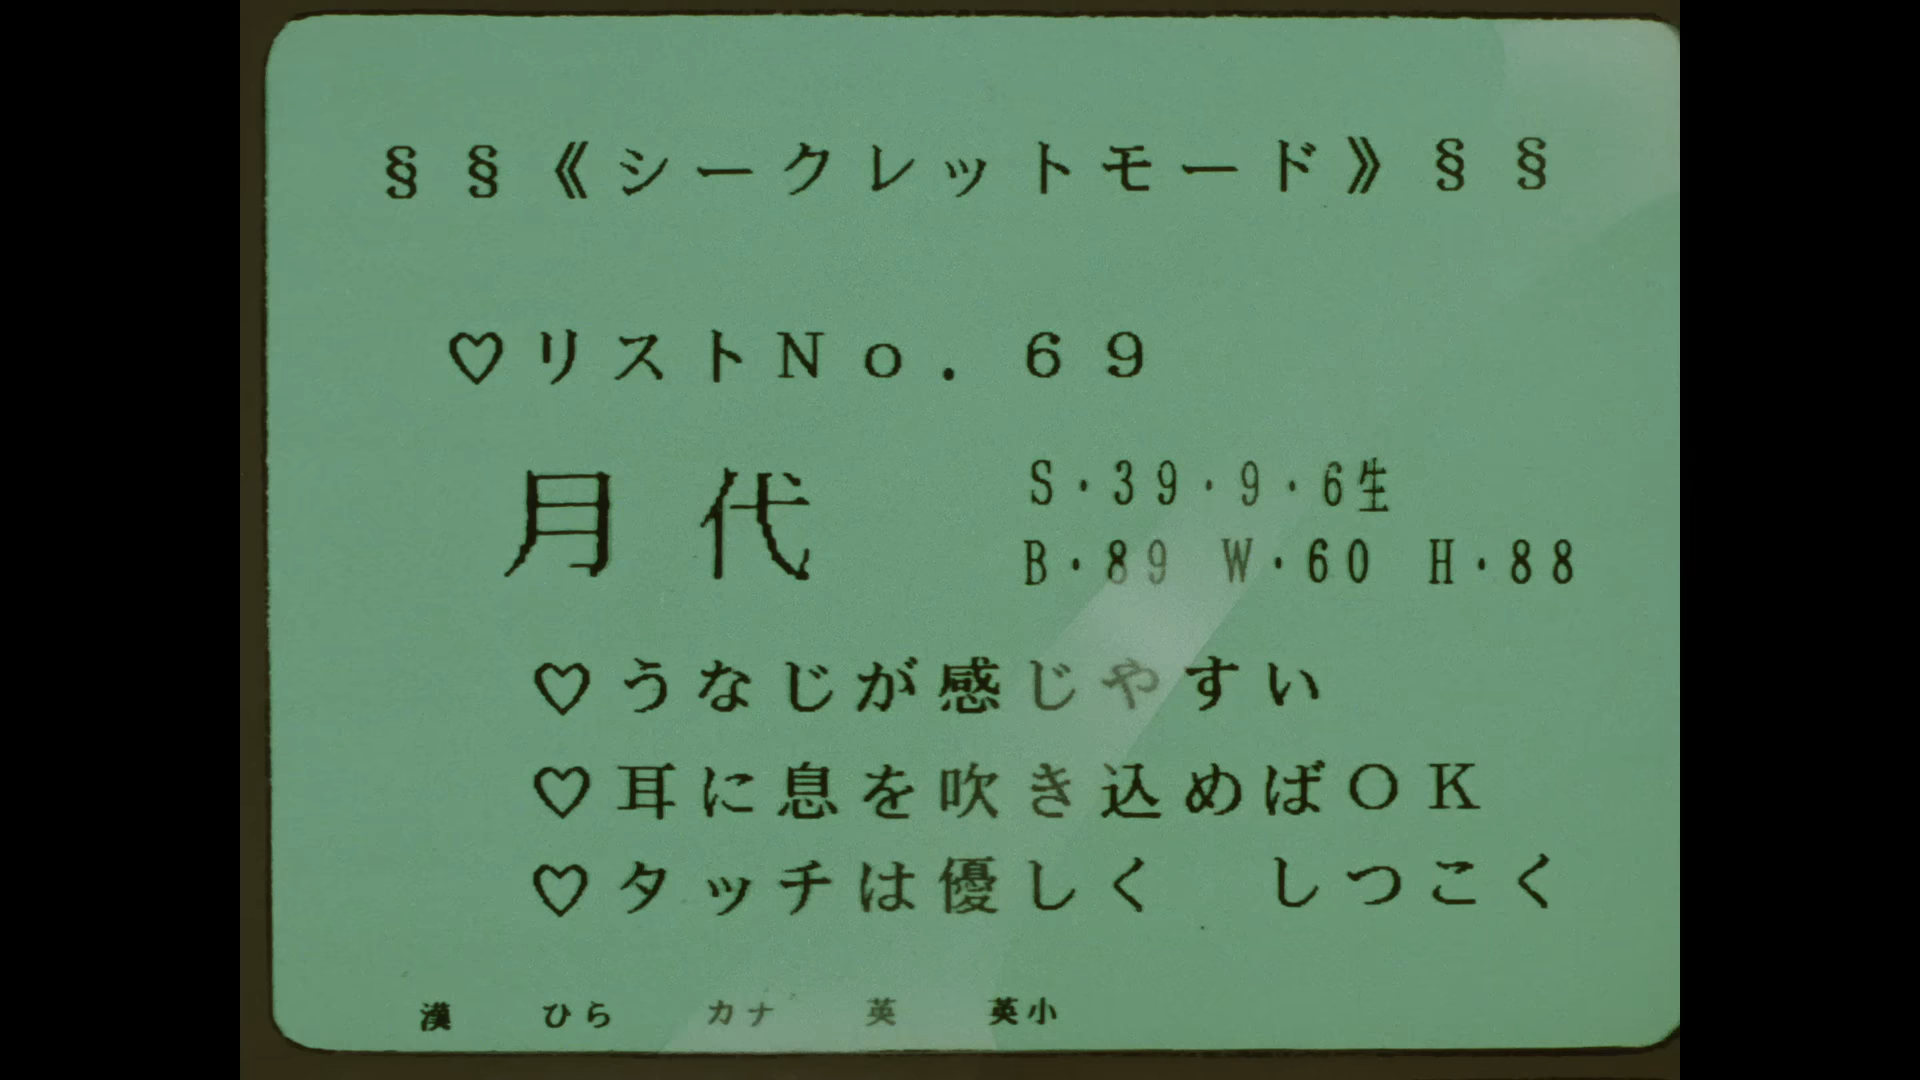 §§《シークレットモード》§§
♡リストNo.69
月代
S・39・9・6生
B・89 W・60 H・88
♡うなじが感じやすい
♡耳に息を吹き込めばOK
♡タッチは優しく しつこく
漢 ひら カナ 英 英小